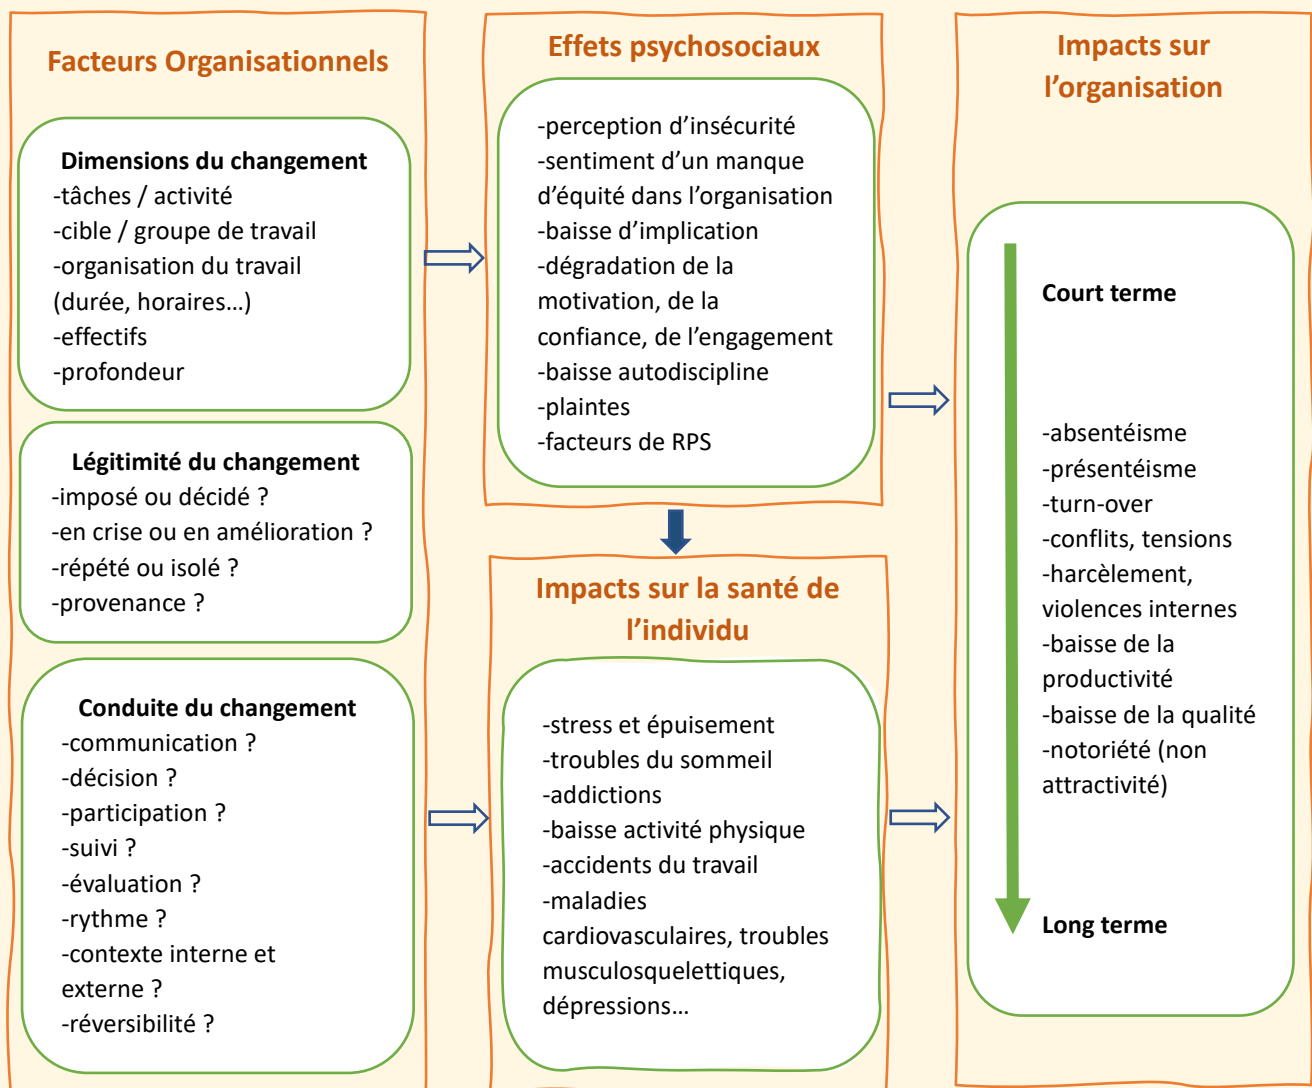 Facteurs Organisationnels
Dimensions du changement
-tâches / activité
-cible / groupe de travail
-organisation du travail
(durée, horaires…)
-effectifs
-profondeur
Légitimité du changement
-imposé ou décidé ?
-en crise ou en amélioration ?
-répété ou isolé ?
-provenance ?
Conduite du changement
-communication ?
-décision ?
-participation ?
-suivi ?
-évaluation ?
-rythme ?
-contexte interne et
externe ?
-réversibilité ?
Effets psychosociaux
-perception d’insécurité
-sentiment d’un manque
d’équité dans l’organisation
-baisse d’implication
-dégradation de la
motivation, de la
confiance, de l’engagement
-baisse autodiscipline
-plaintes
-facteurs de RPS
Impacts sur la santé de
l’individu
-stress et épuisement
-troubles du sommeil
-addictions
-baisse activité physique
-accidents du travail
-maladies
cardiovasculaires, troubles
musculosquelettiques,
dépressions…
Impacts sur
l’organisation
Court terme
-absentéisme
-présentéisme
-turn-over
-conflits, tensions
-harcèlement,
violences internes
-baisse de la
productivité
-baisse de la qualité
-notoriété (non
attractivité)
Long terme